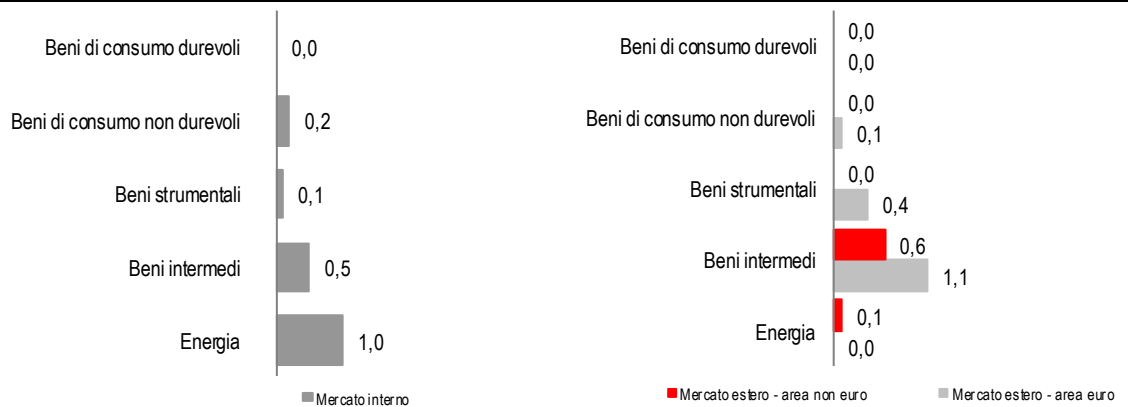 Beni di consumo durevoli 0,0
Beni di consumo non durevoli 0,2
Beni strumentali 0,1
Beni intermedi 0,5
Energia 1,0
Mercato interno
Beni di consumo durevoli 0,0
0,0
Beni di consumo non durevoli 0,0
0,1
Beni strumentali 0,0
0,4
Beni intermedi 0,6
1,1
Energia 0,1
0,0
Mercato estero - area non euro Mercato estero - area euro